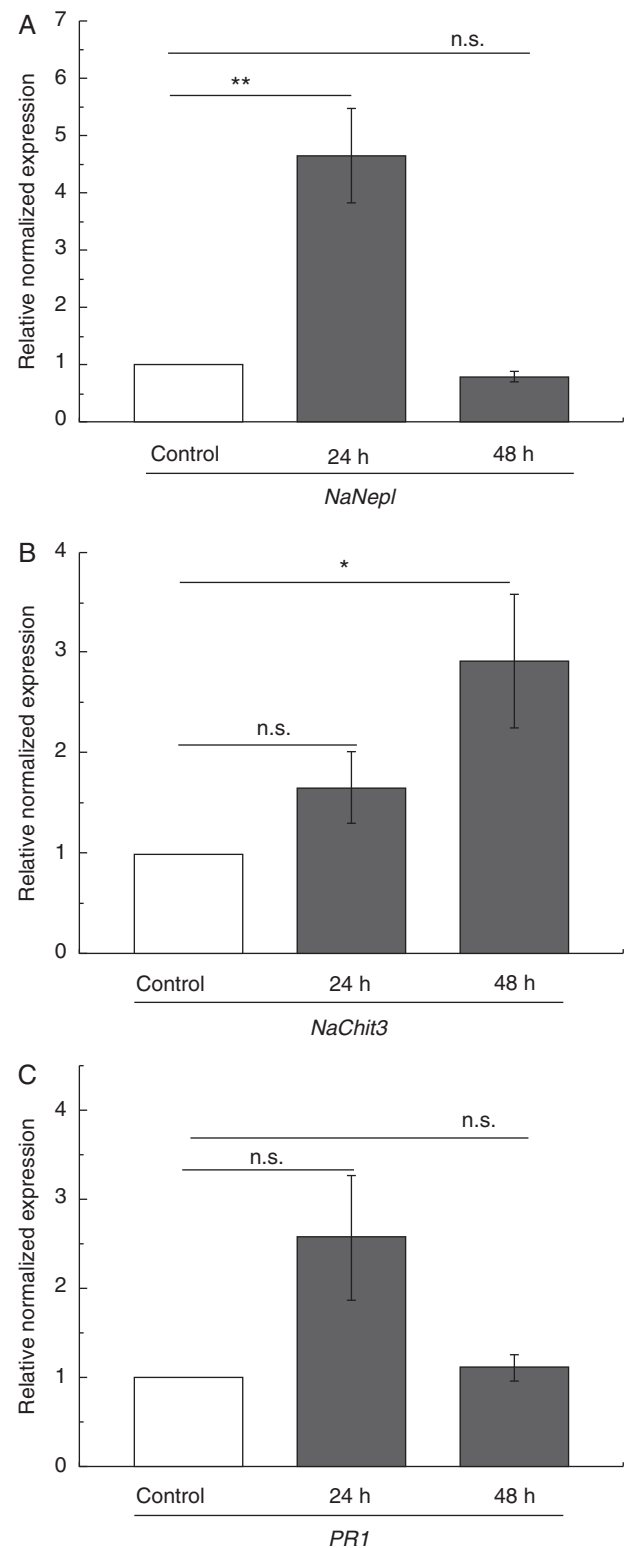 A
Relative normalized expression
7
6
5
4
3
2
1
0
n.s.
**
Control 24 h 48 h
NaNepI
B
Relative normalized expression
4
3
2
1
0
*
n.s.
Control 24 h 48 h
NaChit3
C
Relative normalized expression
4
3
2
1
0
n.s.
n.s.
Control 24 h 48 h
PR1